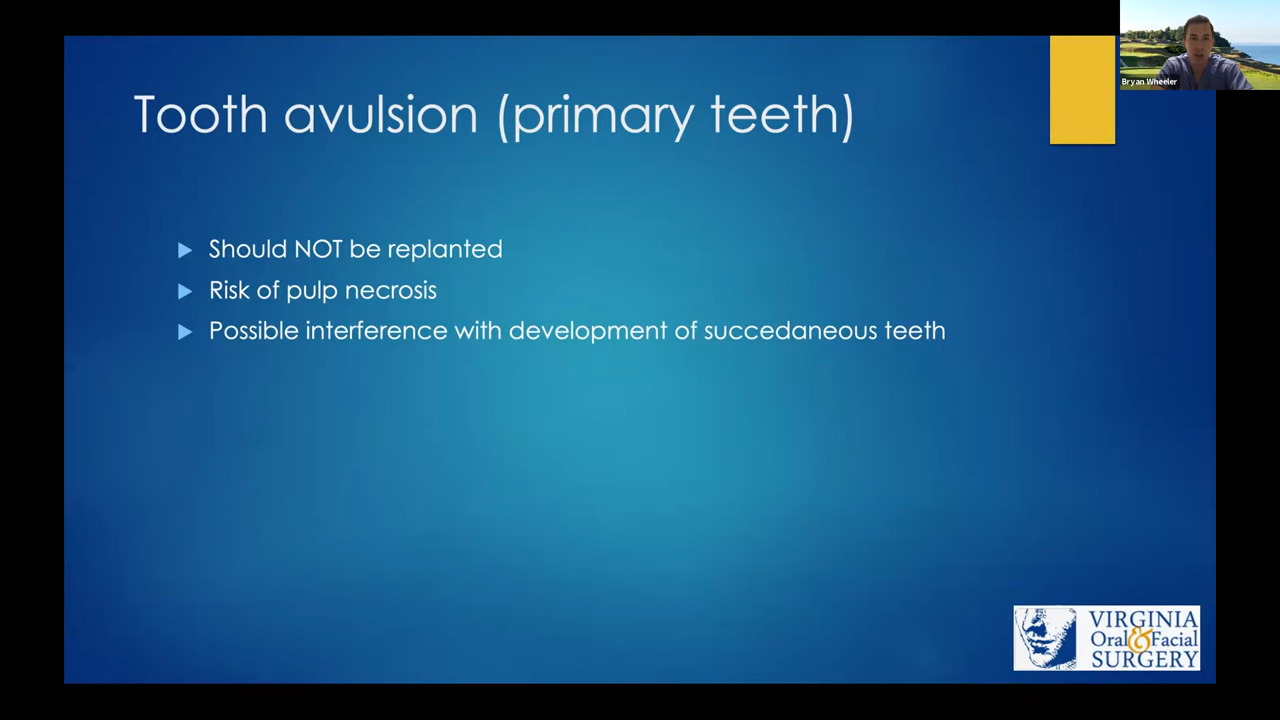 Bryan Wheeler
Tooth avulsion (primary teeth)
Should NOT be replanted
Risk of pulp necrosis
Possible interference with development of succedaneous teeth
VIRGINIA
Oral & Facial
SURGERY